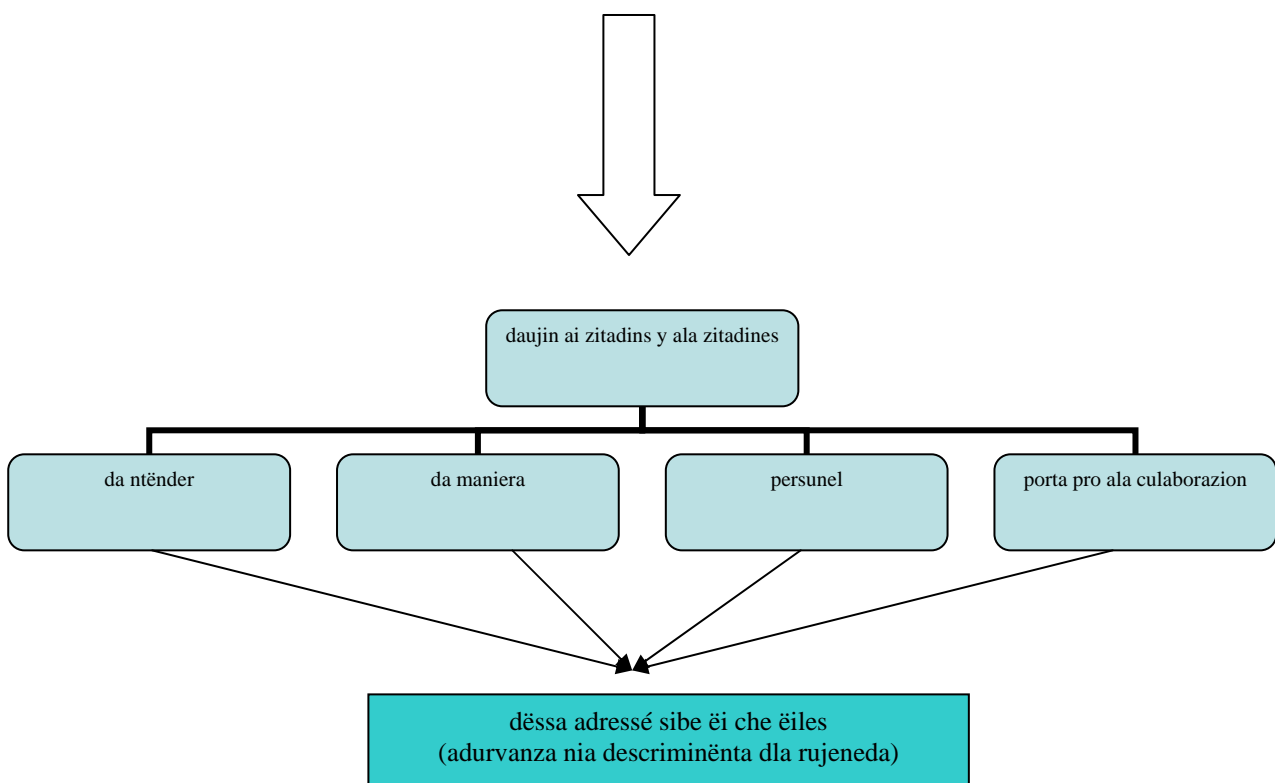 daujin ai zitadins y ala zitadines
da ntënder
da maniera
persunel
porta pro ala culaborazion
dëssa adressé sibe ëi che ëiles
(adurvanza nia descriminënta dla rujeneda)